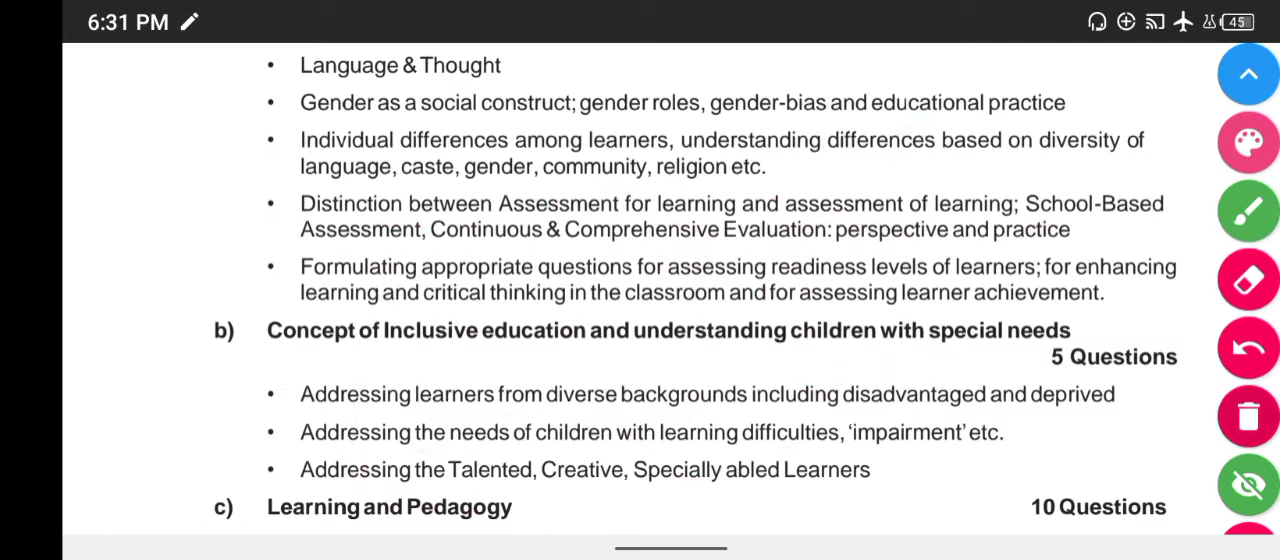 6:31 PM
45
• Language & Thought
• Gender as a social construct; gender roles, gender-bias and educational practice
• Individual differences among learners, understanding differences based on diversity of
language, caste, gender, community, religion etc.
• Distinction between Assessment for learning and assessment of learning; School-Based
Assessment, Continuous & Comprehensive Evaluation: perspective and practice
• Formulating appropriate questions for assessing readiness levels of learners; for enhancing
learning and critical thinking in the classroom and for assessing learner achievement.
b) Concept of Inclusive education and understanding children with special needs
5 Questions
• Addressing learners from diverse backgrounds including disadvantaged and deprived
• Addressing the needs of children with learning difficulties, ‘impairment’ etc.
• Addressing the Talented, Creative, Specially abled Learners
c) Learning and Pedagogy 10 Questions